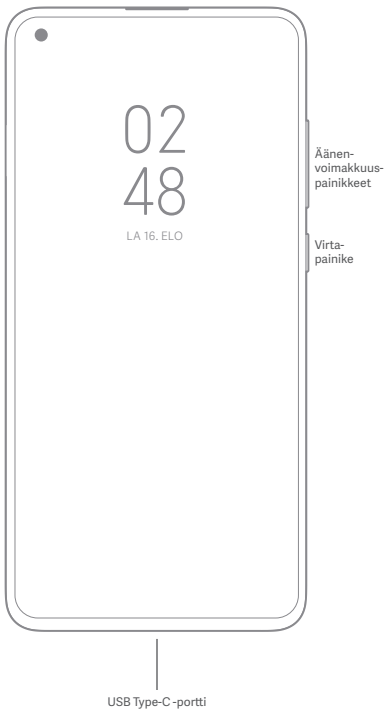 02
48
LA 16. ELO
Äänen-
voimakkuus-
painikkeet
Virta-
painike
USB Type-C -portti